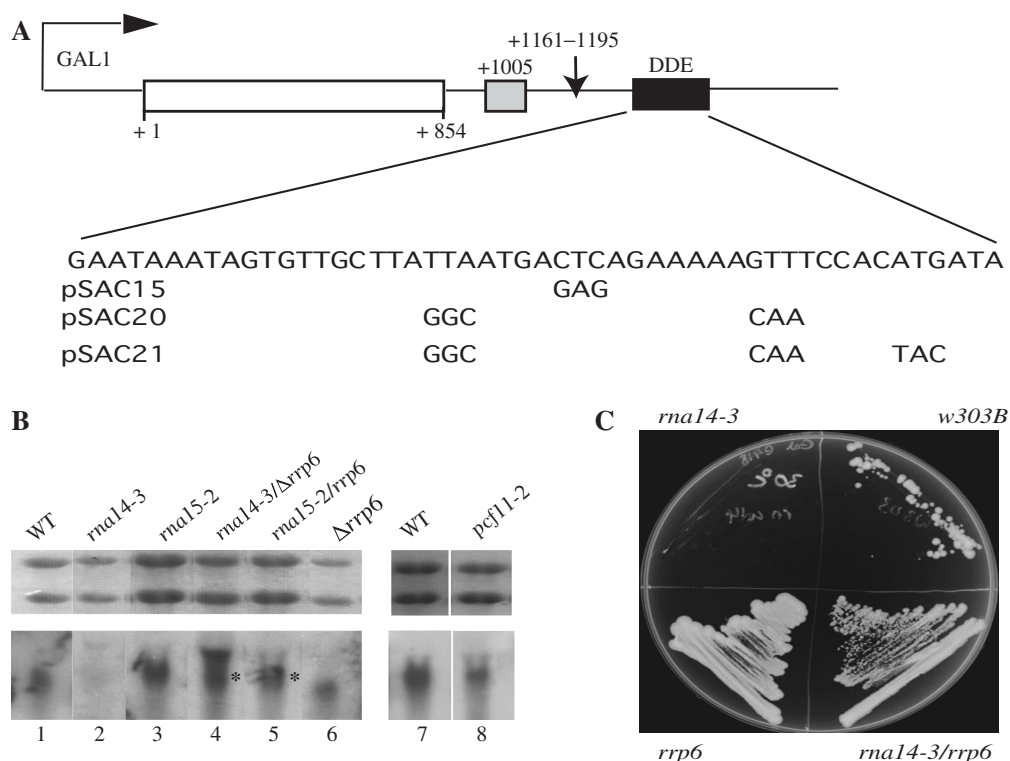 A
GAL1
+1161–1195
+1005
DDE
+ 1
+ 854
GAATAAATAGTGTTGCTTATTAATGACTCAGAAAAAGTTTCCACATGATA
pSAC15 GAG
pSAC20 GGC CAA
pSAC21 GGC CAA TAC
B
WT
rna14-3
rna15-2
rna14-3/Δrrp6
rna15-2/rrp6
Δrrp6
WT
pcf11-2
*
*
1 2 3 4 5 6 7 8
C
rna14-3
w303B
30°C
rrp6
rna14-3/rrp6